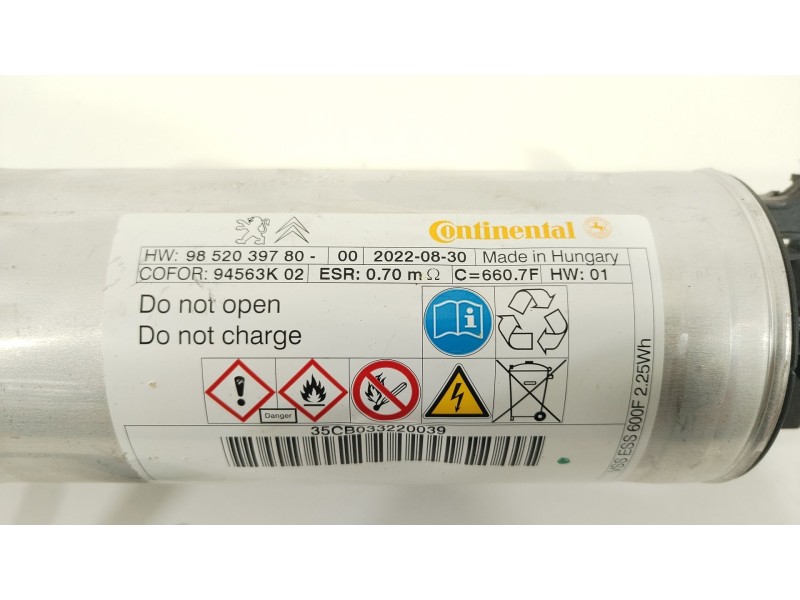 Continental
HW: 98 520 397 80 - 00 2022-08-30 Made in Hungary
COFOR: 94563K 02 ESR: 0.70 mΩ C=660.7F HW: 01
Do not open
Do not charge
Danger
35CB033220039
VSS ESS 600F 2.25Wh